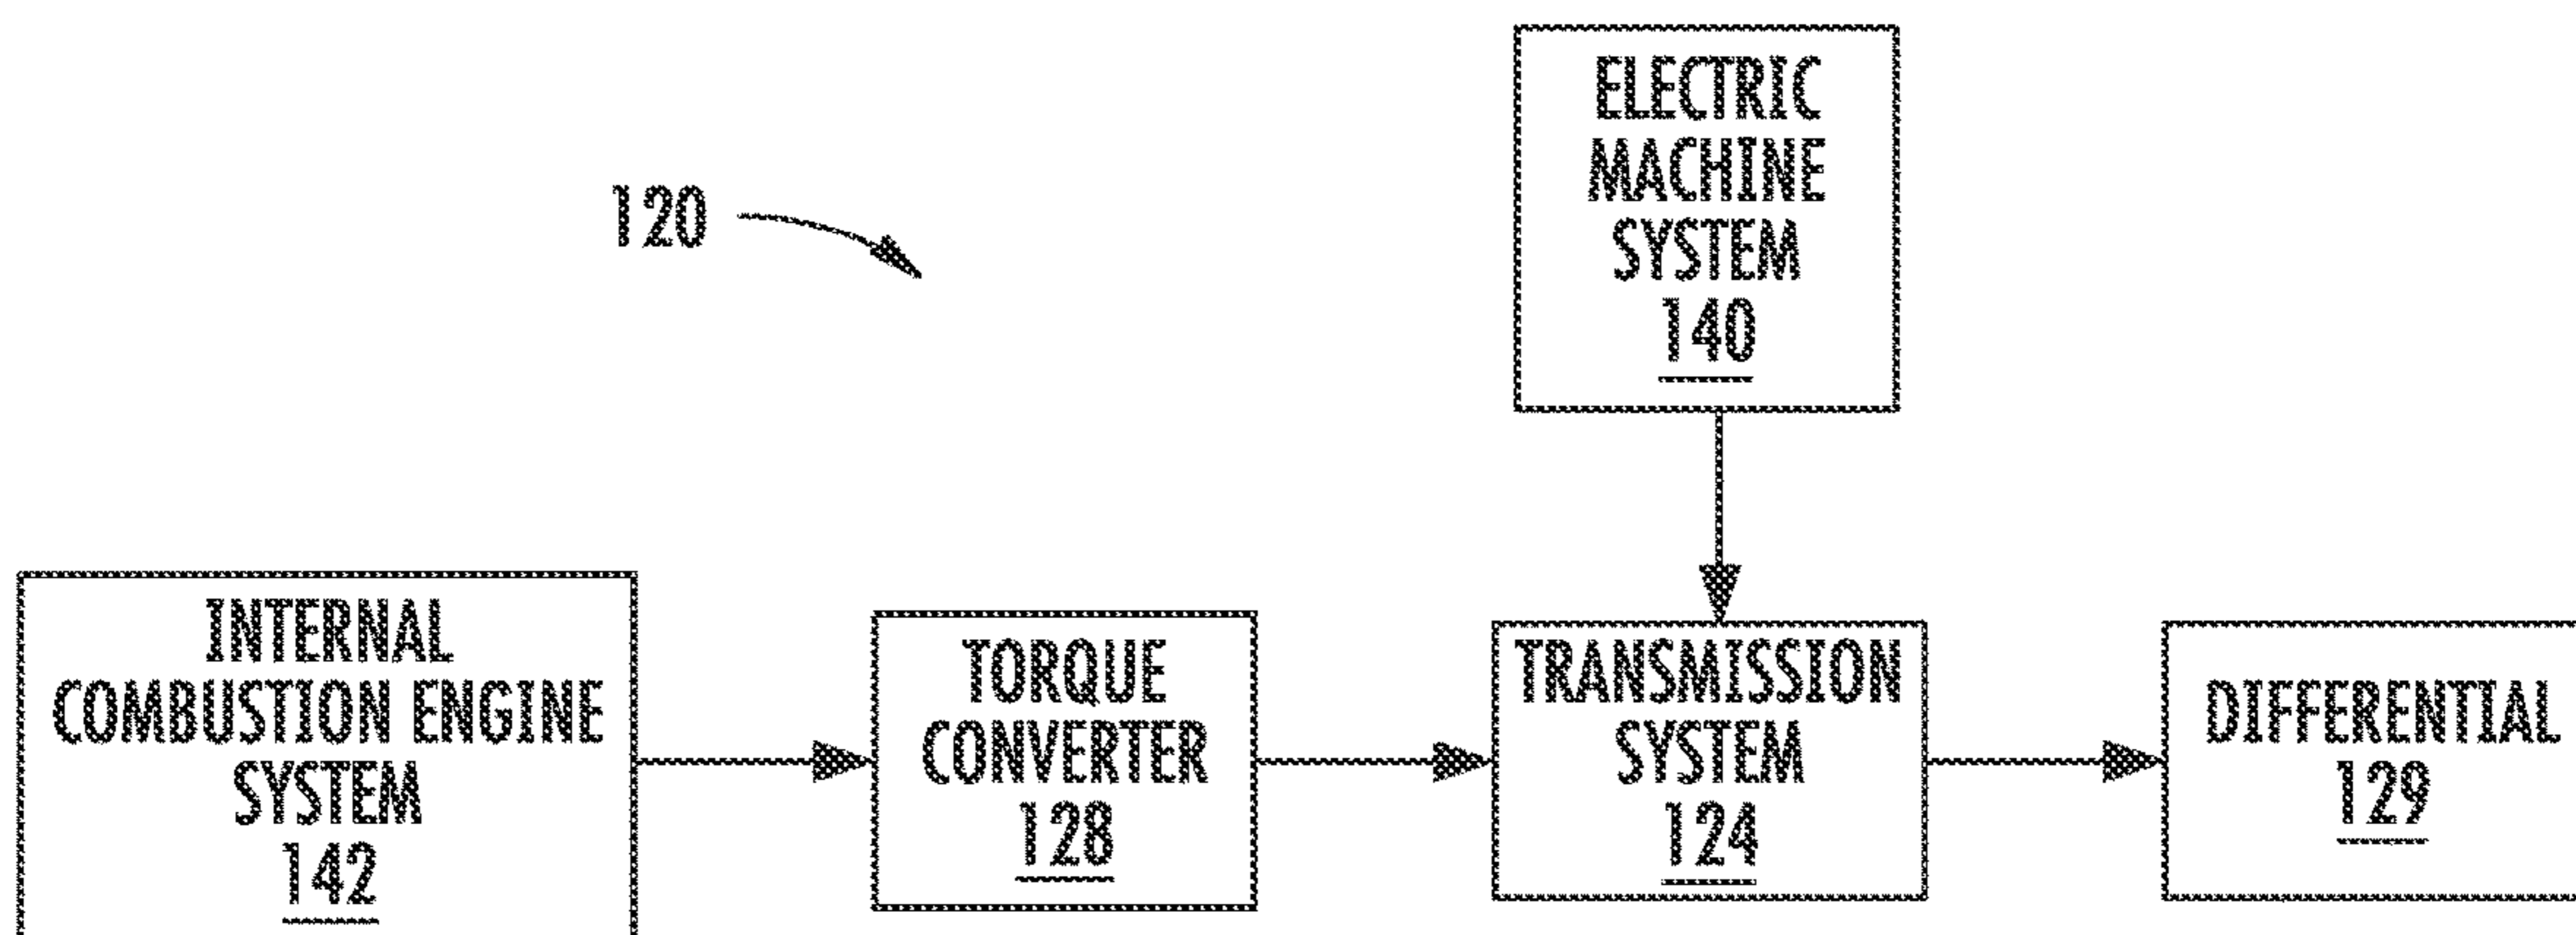 120
ELECTRIC
MACHINE
SYSTEM
140
INTERNAL
COMBUSTION ENGINE
SYSTEM
142
TORQUE
CONVERTER
128
TRANSMISSION
SYSTEM
124
DIFFERENTIAL
129